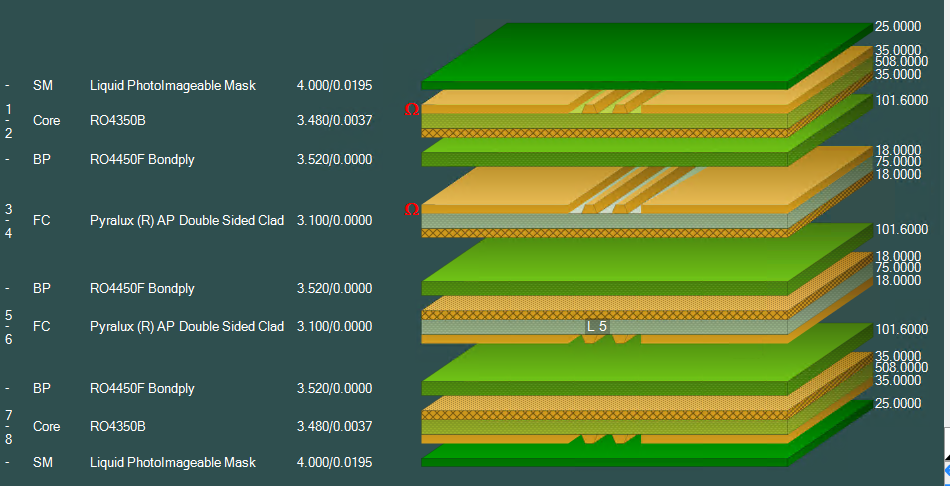 25.0000
- SM Liquid PhotoImageable Mask 4.000/0.0195
35.0000
1 - 2 Core RO4350B 3.480/0.0037 508.0000
Ω
35.0000
- BP RO4450F Bondply 3.520/0.0000 101.6000
18.0000
3 - 4 FC Pyralux (R) AP Double Sided Clad 3.100/0.0000 75.0000
Ω
18.0000
- BP RO4450F Bondply 3.520/0.0000 101.6000
18.0000
5 - 6 FC Pyralux (R) AP Double Sided Clad 3.100/0.0000 75.0000
L 5
18.0000
- BP RO4450F Bondply 3.520/0.0000 101.6000
35.0000
7 - 8 Core RO4350B 3.480/0.0037 508.0000
35.0000
- SM Liquid PhotoImageable Mask 4.000/0.0195 25.0000